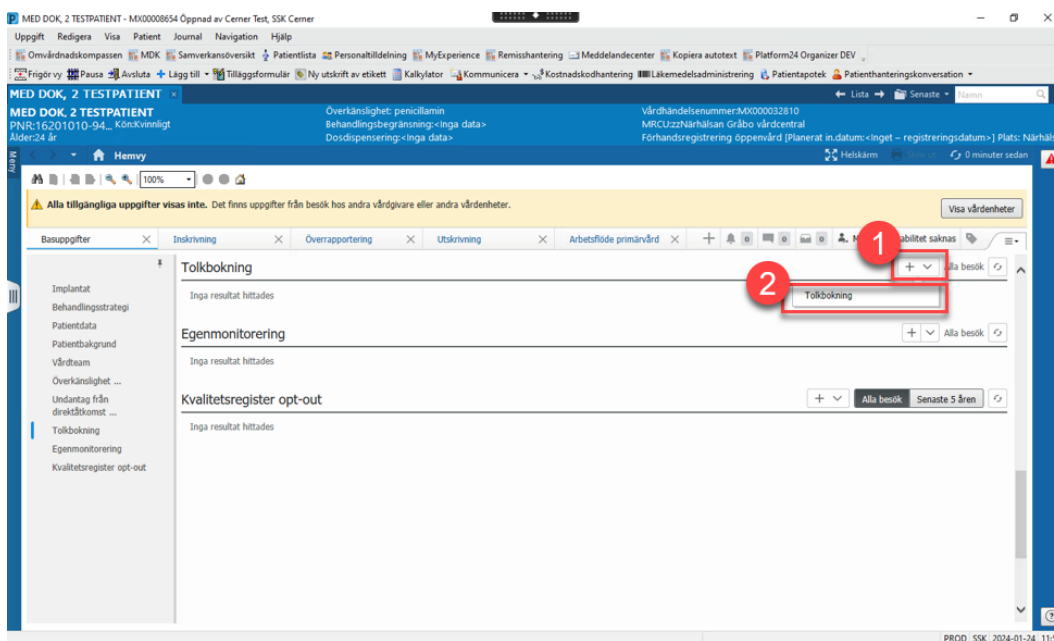 MED DOK, 2 TESTPATIENT - MX00008654 Öppnad av Cerner Test, SSK Cerner
Uppgift Redigera Visa Patient Journal Navigation Hjälp
Omvårdnadskompassen MDK Samverkansöversikt Patientlista Personaltilldelning MyExperience Remisshantering Meddelandecenter Kopiera autotext Platform24 Organizer DEV
Frigör vy Pausa Avsluta Lägg till Tilläggsformulär Ny utskrift av etikett Kalkylator Kommunicera Kostnadskodhantering Läkemedelsadministrering Patientapotek Patienthanteringskonversation
MED DOK, 2 TESTPATIENT Lista Senaste Namn
MED DOK, 2 TESTPATIENT Överkänslighet: penicillamin Vårdhändelsenummer:MX000032810
PNR:16201010-94... Kön:Kvinnligt Behandlingsbegränsning:<Inga data> MRCU:zzNärhälsan Gråbo vårdcentral
Ålder:24 år Dosdispensering:<Inga data> Förhandsregistrering öppenvård [Planerat in.datum:<Inget – registreringsdatum>] Plats: Närhäls
Meny Hemvy Helskärm 0 minuter sedan
100%
Alla tillgängliga uppgifter visas inte. Det finns uppgifter från besök hos andra vårdgivare eller andra vårdenheter. Visa vårdenheter
Basuppgifter Inskrivning Överrapportering Utskrivning Arbetsflöde primärvård 0 0 0 abilitet saknas
1
Tolkbokning Alla besök
2
Tolkbokning
Implantat Inga resultat hittades
Behandlingsstrategi
Patientdata
Egenmonitorering Alla besök
Patientbakgrund
Vårdteam Inga resultat hittades
Överkänslighet ...
Undantag från
direktåtkomst ...
Kvalitetsregister opt-out Alla besök Senaste 5 åren
Tolkbokning Inga resultat hittades
Egenmonitorering
Kvalitetsregister opt-out
PROD SSK 2024-01-24